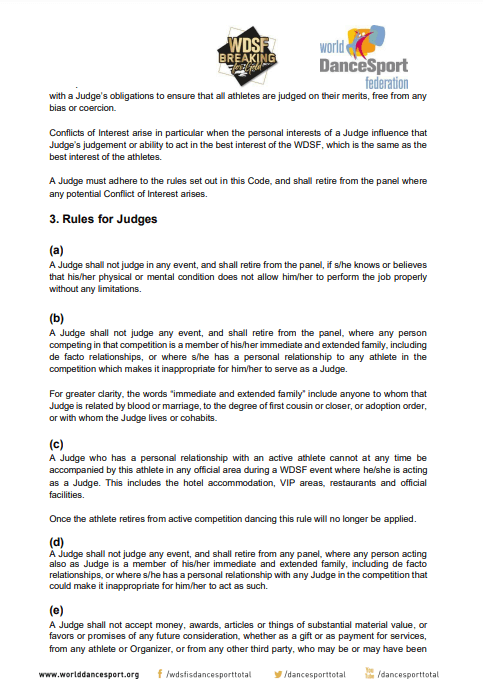 WDSF
BREAKING
for Gold
world
DanceSport
federation
with a Judge's obligations to ensure that all athletes are judged on their merits, free from any
bias or coercion.
Conflicts of Interest arise in particular when the personal interests of a Judge influence that
Judge's judgement or ability to act in the best interest of the WDSF, which is the same as the
best interest of the athletes.
A Judge must adhere to the rules set out in this Code, and shall retire from the panel where
any potential Conflict of Interest arises.
3. Rules for Judges
(a)
A Judge shall not judge in any event, and shall retire from the panel, if s/he knows or believes
that his/her physical or mental condition does not allow him/her to perform the job properly
without any limitations.
(b)
A Judge shall not judge any event, and shall retire from the panel, where any person
competing in that competition is a member of his/her immediate and extended family, including
de facto relationships, or where s/he has a personal relationship to any athlete in the
competition which makes it inappropriate for him/her to serve as a Judge.
For greater clarity, the words "immediate and extended family" include anyone to whom that
Judge is related by blood or marriage, to the degree of first cousin or closer, or adoption order,
or with whom the Judge lives or cohabits.
(c)
A Judge who has a personal relationship with an active athlete cannot at any time be
accompanied by this athlete in any official area during a WDSF event where he/she is acting
as a Judge. This includes the hotel accommodation, VIP areas, restaurants and official
facilities.
Once the athlete retires from active competition dancing this rule will no longer be applied.
(d)
A Judge shall not judge any event, and shall retire from any panel, where any person acting
also as Judge is a member of his/her immediate and extended family, including de facto
relationships, or where s/he has a personal relationship with any Judge in the competition that
could make it inappropriate for him/her to act as such.
(e)
A Judge shall not accept money, awards, articles or things of substantial material value, or
favors or promises of any future consideration, whether as a gift or as payment for services,
from any athlete or Organizer, or from any other third party, who may be or may have been
www.worlddancesport.org f /wdsfisdancesporttotal /dancesporttotal You Tube /dancesporttotal